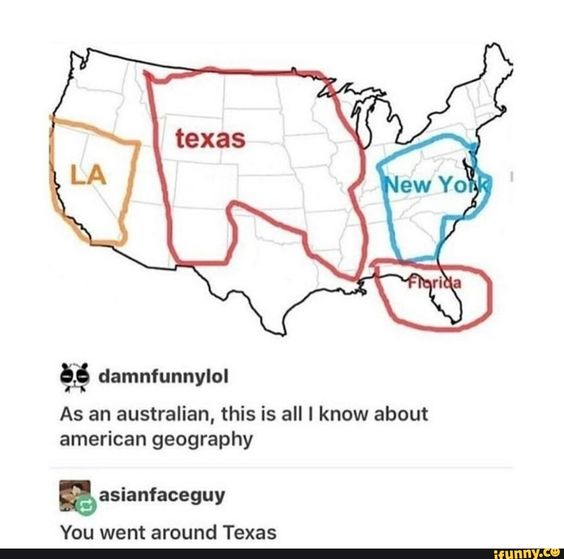 texas
LA
New York
Florida
damnfunnylol
As an australian, this is all I know about
american geography
asianfaceguy
You went around Texas
ifunny.co